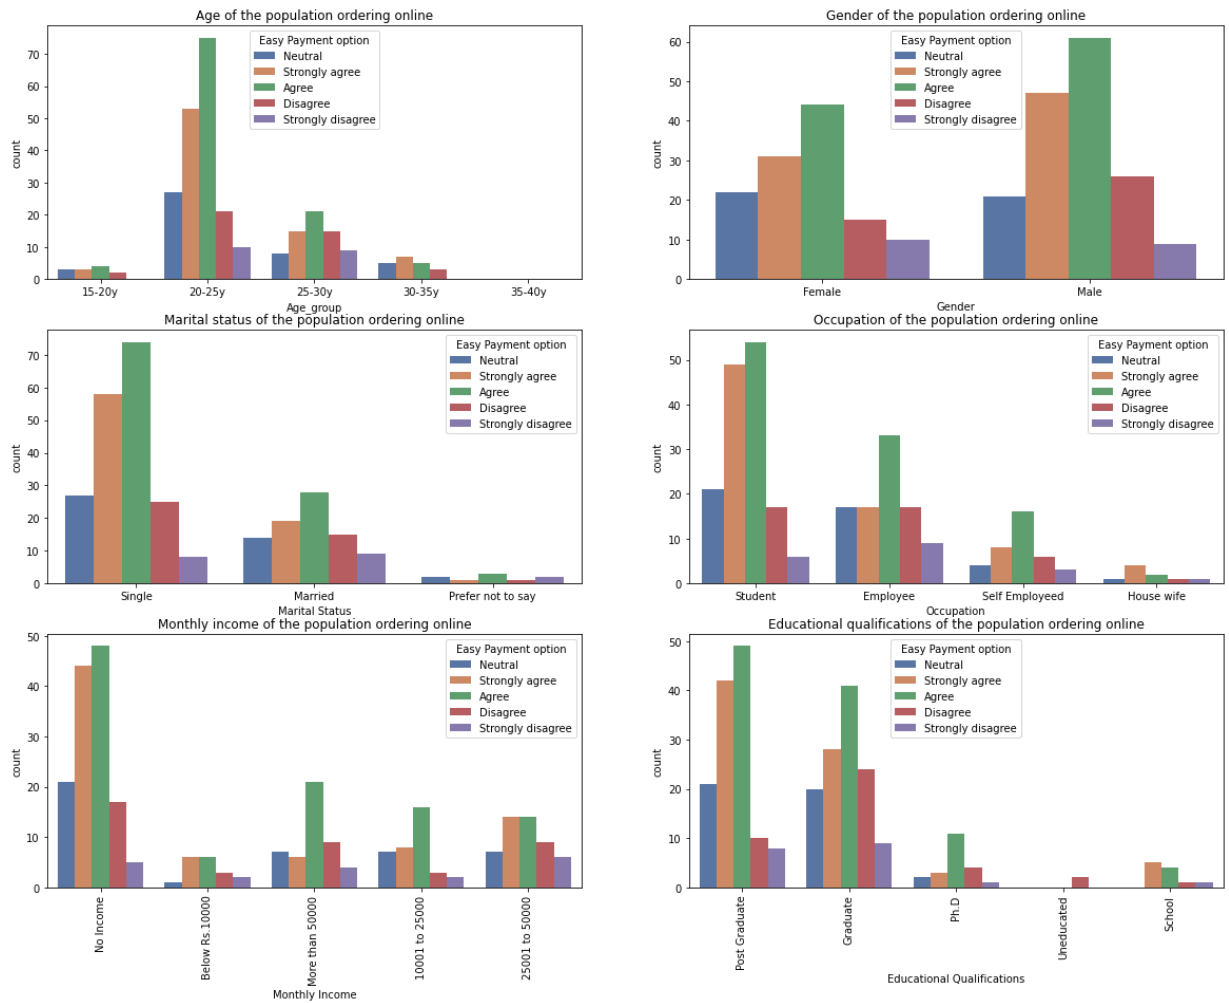 Age of the population ordering online
count
70
60
50
40
30
20
10
0
Easy Payment option
Neutral
Strongly agree
Agree
Disagree
Strongly disagree
15-20y 20-25y 25-30y 30-35y 35-40y
Age_group
Gender of the population ordering online
count
60
50
40
30
20
10
0
Easy Payment option
Neutral
Strongly agree
Agree
Disagree
Strongly disagree
Female Male
Gender
Marital status of the population ordering online
count
70
60
50
40
30
20
10
0
Easy Payment option
Neutral
Strongly agree
Agree
Disagree
Strongly disagree
Single Married Prefer not to say
Marital Status
Occupation of the population ordering online
count
50
40
30
20
10
0
Easy Payment option
Neutral
Strongly agree
Agree
Disagree
Strongly disagree
Student Employee Self Employeed House wife
Occupation
Monthly income of the population ordering online
count
50
40
30
20
10
0
Easy Payment option
Neutral
Strongly agree
Agree
Disagree
Strongly disagree
No Income
Below Rs.10000
More than 50000
10001 to 25000
25001 to 50000
Monthly Income
Educational qualifications of the population ordering online
count
50
40
30
20
10
0
Easy Payment option
Neutral
Strongly agree
Agree
Disagree
Strongly disagree
Post Graduate
Graduate
Ph.D
Uneducated
School
Educational Qualifications